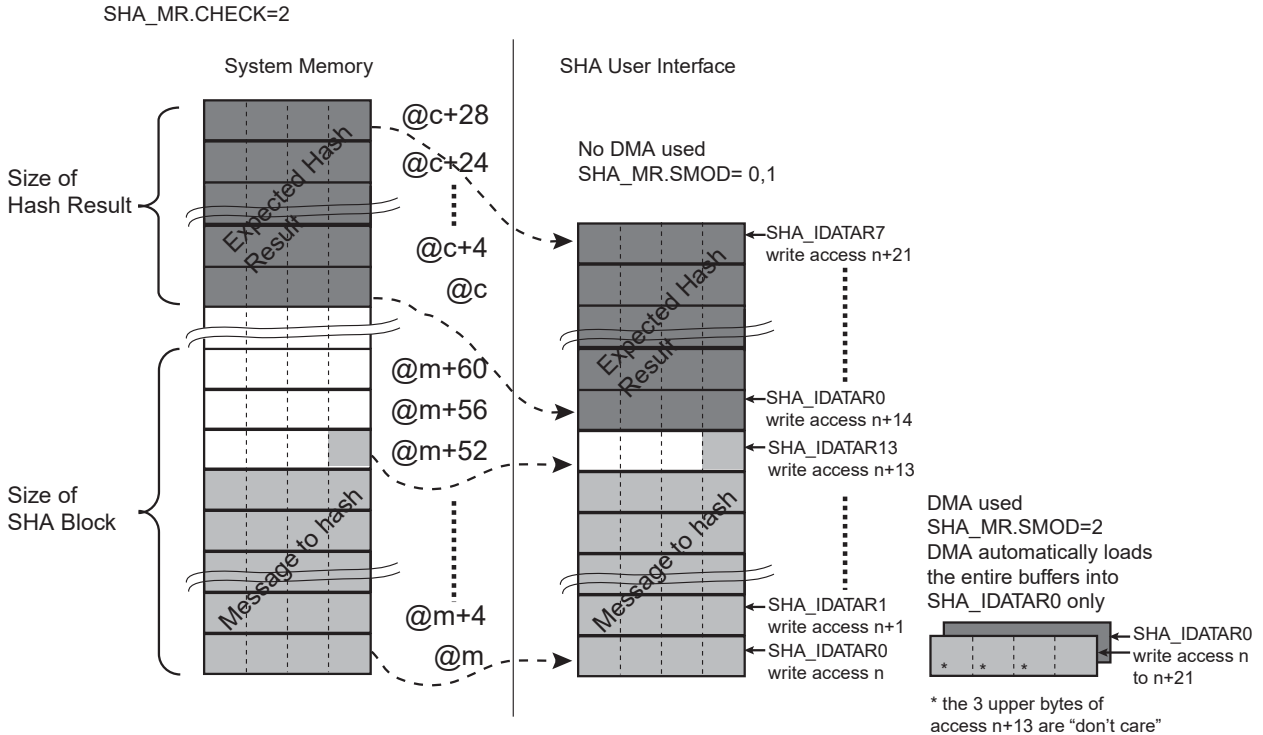 SHA_MR.CHECK=2
System Memory
SHA User Interface
Size of
Hash Result
Expected Hash
Result
@c+28
@c+24
@c+4
@c
@m+60
@m+56
@m+52
Size of
SHA Block
Message to hash
@m+4
@m
No DMA used
SHA_MR.SMOD= 0,1
Expected Hash
Result
Message to hash
SHA_IDATAR7
write access n+21
SHA_IDATAR0
write access n+14
SHA_IDATAR13
write access n+13
SHA_IDATAR1
write access n+1
SHA_IDATAR0
write access n
DMA used
SHA_MR.SMOD=2
DMA automatically loads
the entire buffers into
SHA_IDATAR0 only
* * *
SHA_IDATAR0
write access n
to n+21
* the 3 upper bytes of
access n+13 are “don’t care”